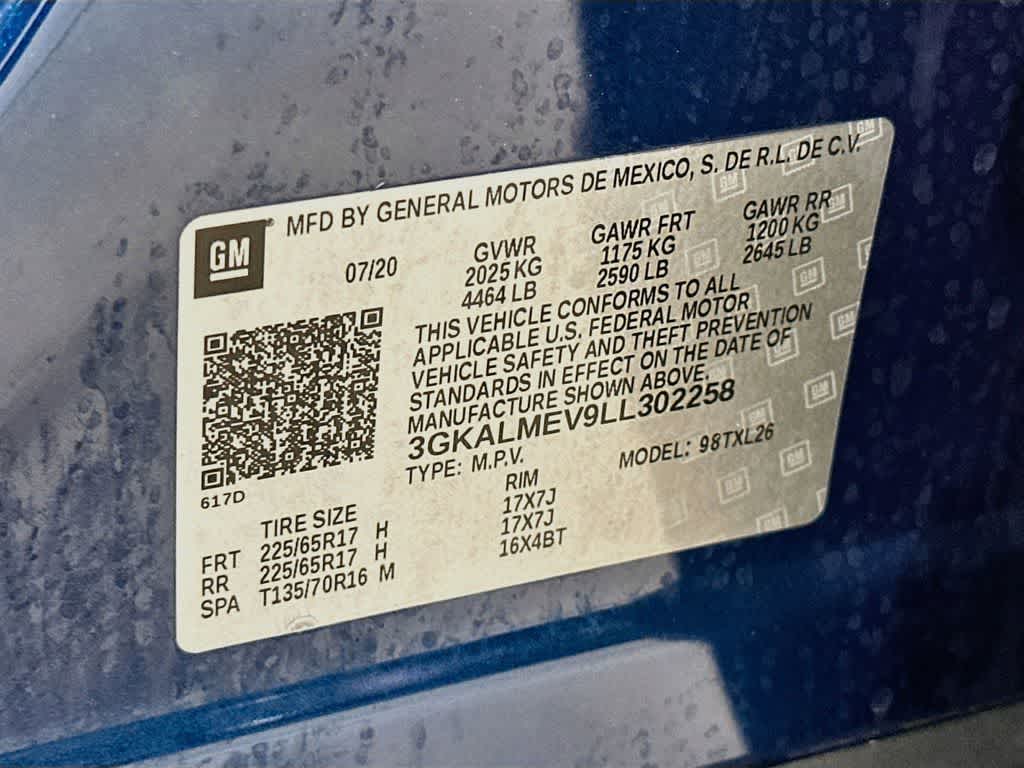 MFD BY GENERAL MOTORS DE MEXICO, S. DE R.L. DE C.V.
GM
07/20
GVWR GAWR FRT GAWR RR
2025 KG 1175 KG 1200 KG
4464 LB 2590 LB 2645 LB
THIS VEHICLE CONFORMS TO ALL
APPLICABLE U.S. FEDERAL MOTOR
VEHICLE SAFETY AND THEFT PREVENTION
STANDARDS IN EFFECT ON THE DATE OF
MANUFACTURE SHOWN ABOVE.
3GKALMEV9LL302258
TYPE: M.P.V. MODEL: 98TXL26
617D
TIRE SIZE RIM
FRT 225/65R17 H 17X7J
RR 225/65R17 H 17X7J
SPA T135/70R16 M 16X4BT